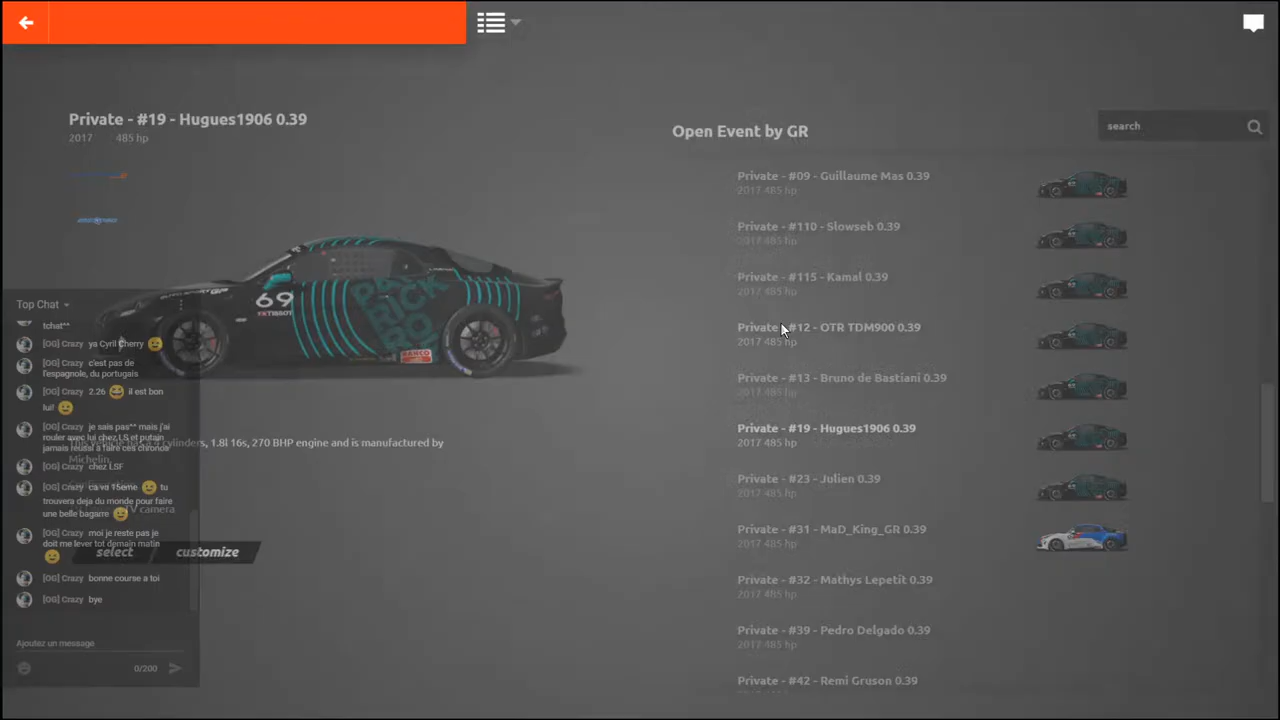 Private - #19 - Hugues1906 0.39
2017 485 hp
69
TISSOT
PATRICK
RAVCO
cylinders, 1.8l 16s, 270 BHP engine and is manufactured by
Michelin,
TV camera
select customize
Top Chat
tchat^^
[OG] Crazy ya Cyril Cherry
[OG] Crazy c'est pas de
l'espagnole, du portugais
[OG] Crazy 2.26 il est bon
lui!
[OG] Crazy je sais pas^^ mais j'ai
rouler avec lui chez LS et putain
jamais reussi a faire ces chronos
[OG] Crazy chez LSF
[OG] Crazy ca va 15eme tu
trouvera deja du monde pour faire
une belle bagarre
[OG] Crazy moi je reste pas je
doit me lever tot demain matin
[OG] Crazy bonne course a toi
[OG] Crazy bye
Ajoutez un message
0/200
Open Event by GR
search
Private - #09 - Guillaume Mas 0.39
2017 485 hp
Private - #110 - Slowseb 0.39
2017 485 hp
Private - #115 - Kamal 0.39
2017 485 hp
Private - #12 - OTR TDM900 0.39
2017 485 hp
Private - #13 - Bruno de Bastiani 0.39
2017 485 hp
Private - #19 - Hugues1906 0.39
2017 485 hp
Private - #23 - Julien 0.39
2017 485 hp
Private - #31 - MaD_King_GR 0.39
2017 485 hp
Private - #32 - Mathys Lepetit 0.39
2017 485 hp
Private - #39 - Pedro Delgado 0.39
2017 485 hp
Private - #42 - Remi Gruson 0.39